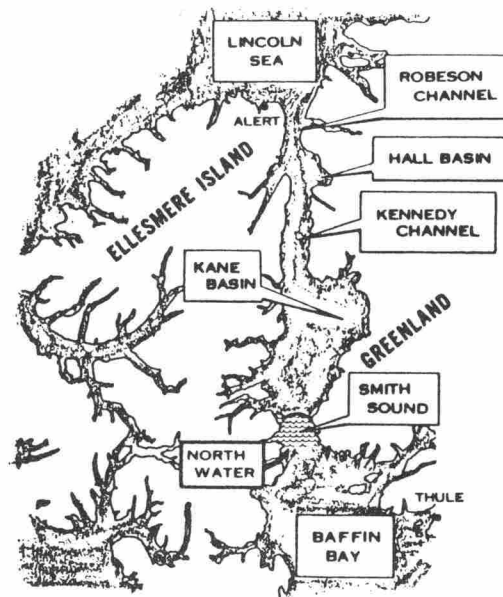 LINCOLN
SEA
ROBESON
CHANNEL
ALERT
HALL BASIN
ELLESMERE ISLAND
KENNEDY
CHANNEL
KANE
BASIN
GREENLAND
SMITH
SOUND
NORTH
WATER
THULE
BAFFIN
BAY